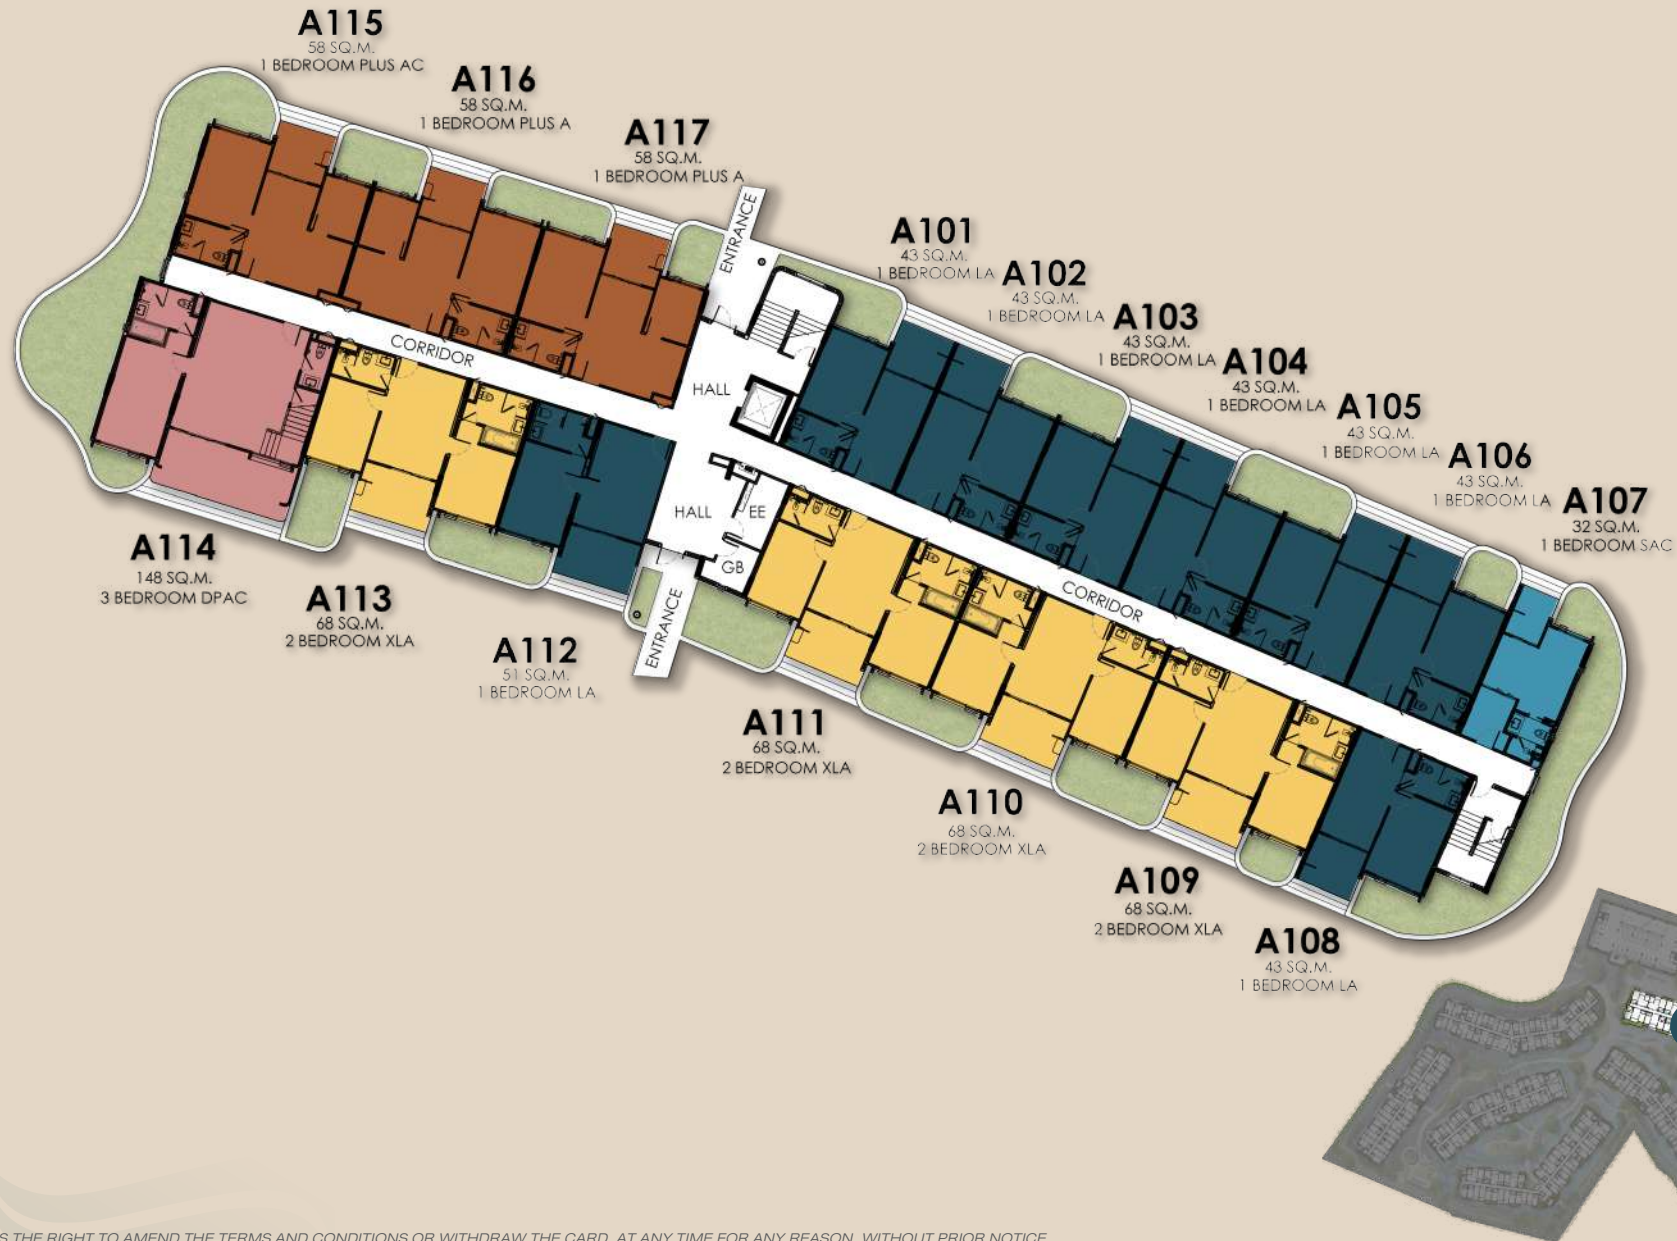 A115
58 SQ.M.
1 BEDROOM PLUS AC
A116
58 SQ.M.
1 BEDROOM PLUS A
A117
58 SQ.M.
1 BEDROOM PLUS A
ENTRANCE
A101
43 SQ.M.
1 BEDROOM LA
A102
43 SQ.M.
1 BEDROOM LA
A103
43 SQ.M.
1 BEDROOM LA
A104
43 SQ.M.
1 BEDROOM LA
A105
43 SQ.M.
1 BEDROOM LA
A106
43 SQ.M.
1 BEDROOM LA
A107
32 SQ.M.
1 BEDROOM SAC
CORRIDOR
HALL
HALL
EE
GB
ENTRANCE
CORRIDOR
A114
148 SQ.M.
3 BEDROOM DPAC
A113
68 SQ.M.
2 BEDROOM XLA
A112
51 SQ.M.
1 BEDROOM LA
A111
68 SQ.M.
2 BEDROOM XLA
A110
68 SQ.M.
2 BEDROOM XLA
A109
68 SQ.M.
2 BEDROOM XLA
A108
43 SQ.M.
1 BEDROOM LA
S THE RIGHT TO AMEND THE TERMS AND CONDITIONS OR WITHDRAW THE CARD, AT ANY TIME FOR ANY REASON, WITHOUT PRIOR NOTICE